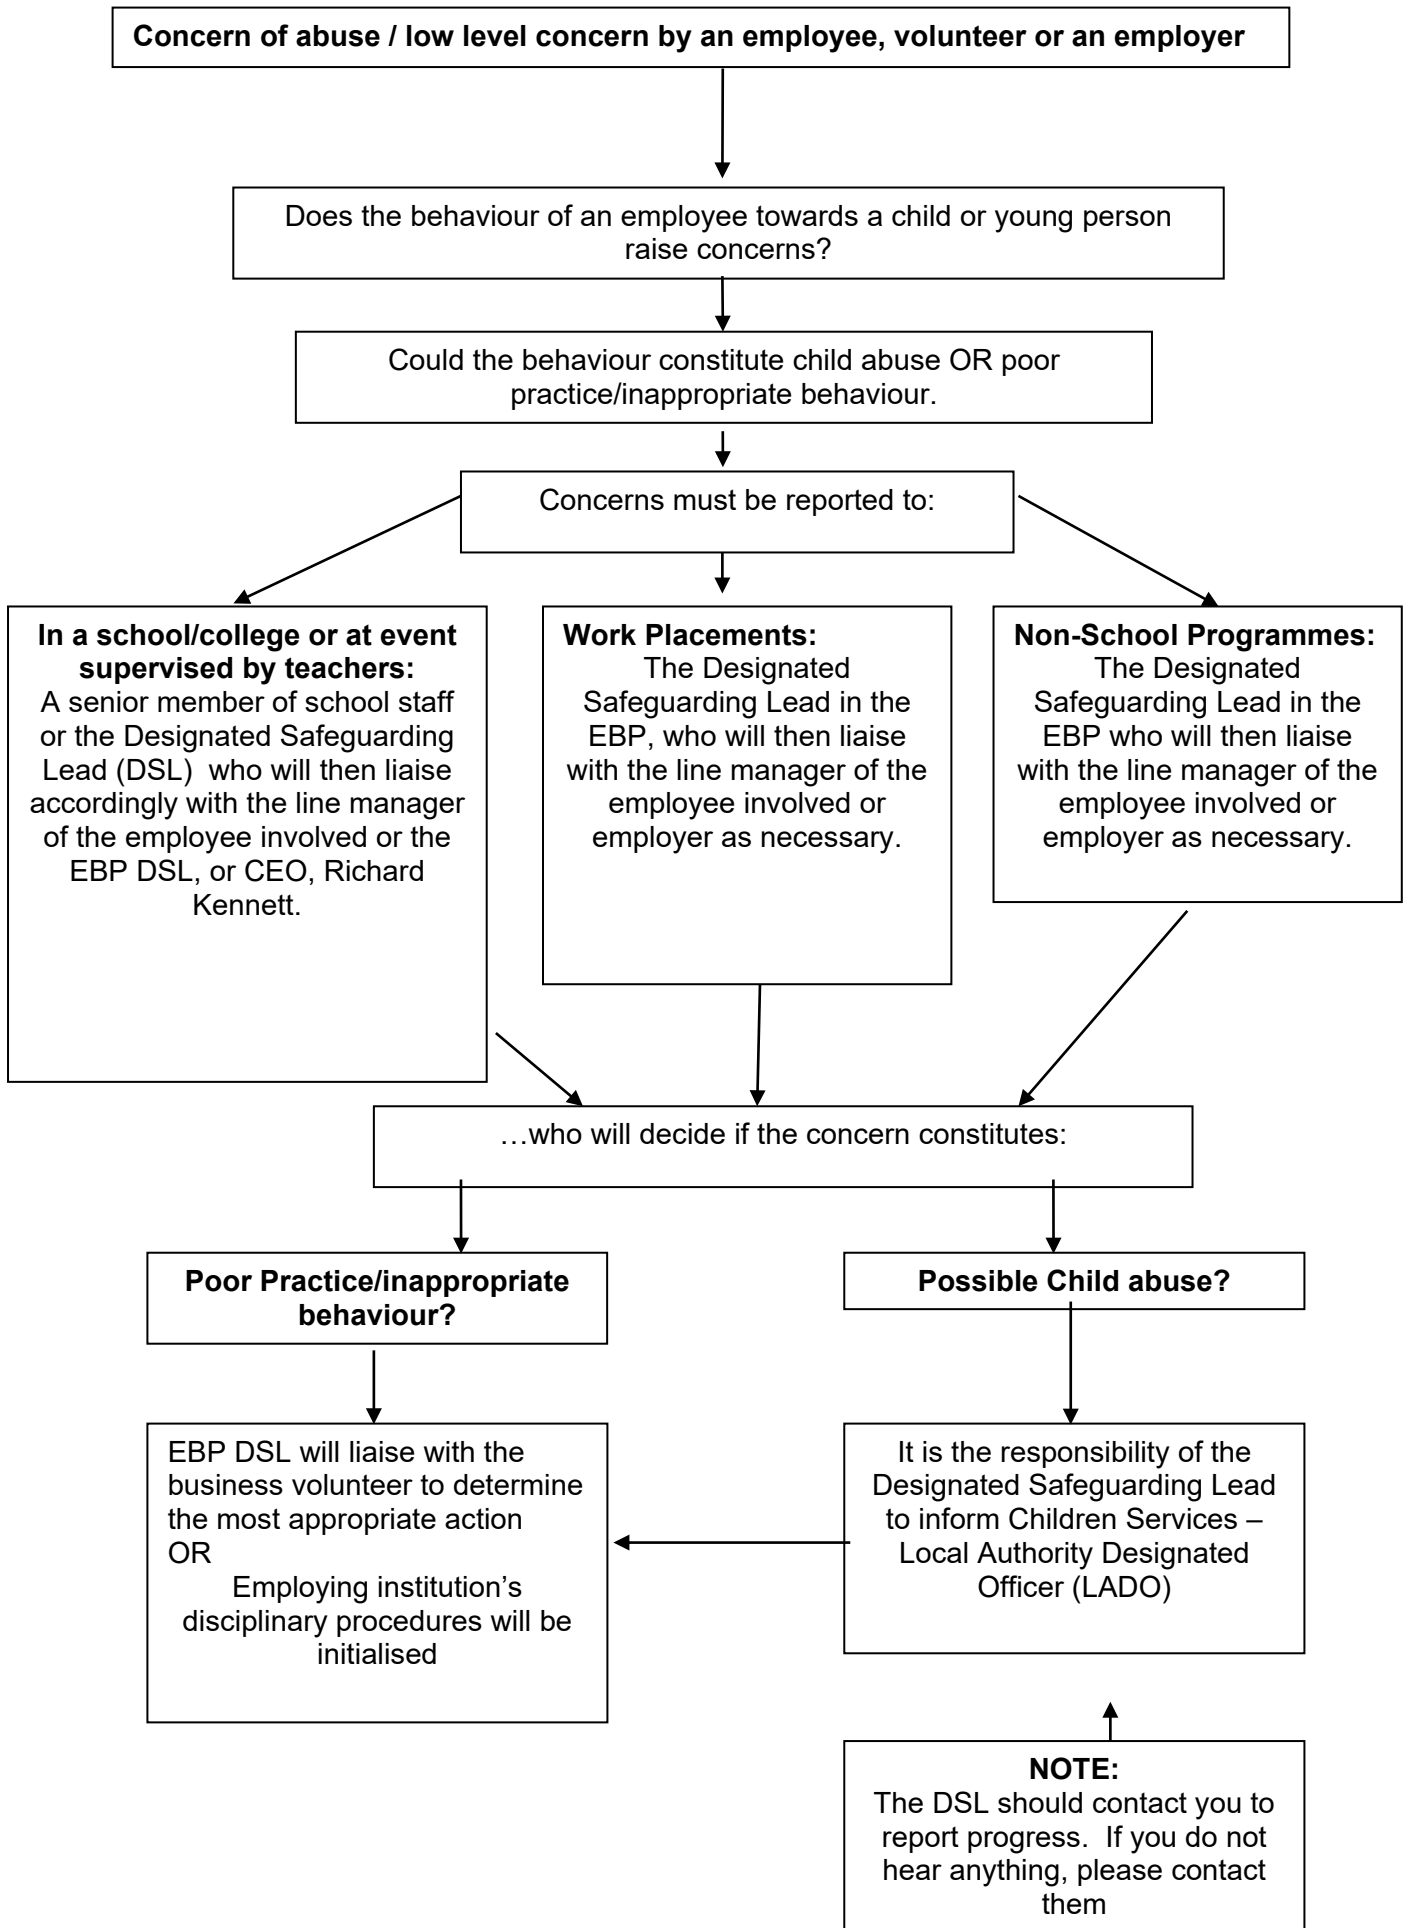 Concern of abuse / low level concern by an employee, volunteer or an employer
Does the behaviour of an employee towards a child or young person
raise concerns?
Could the behaviour constitute child abuse OR poor
practice/inappropriate behaviour.
Concerns must be reported to:
In a school/college or at event
supervised by teachers:
A senior member of school staff
or the Designated Safeguarding
Lead (DSL)  who will then liaise
accordingly with the line manager
of the employee involved or the
EBP DSL, or CEO, Richard
Kennett.
Work Placements:
The Designated
Safeguarding Lead in the
EBP, who will then liaise
with the line manager of the
employee involved or
employer as necessary.
Non-School Programmes:
The Designated
Safeguarding Lead in the
EBP who will then liaise
with the line manager of the
employee involved or
employer as necessary.
…who will decide if the concern constitutes:
Poor Practice/inappropriate
behaviour?
Possible Child abuse?
EBP DSL will liaise with the
business volunteer to determine
the most appropriate action
OR
Employing institution’s
disciplinary procedures will be
initialised
It is the responsibility of the
Designated Safeguarding Lead
to inform Children Services –
Local Authority Designated
Officer (LADO)
NOTE:
The DSL should contact you to
report progress.  If you do not
hear anything, please contact
them